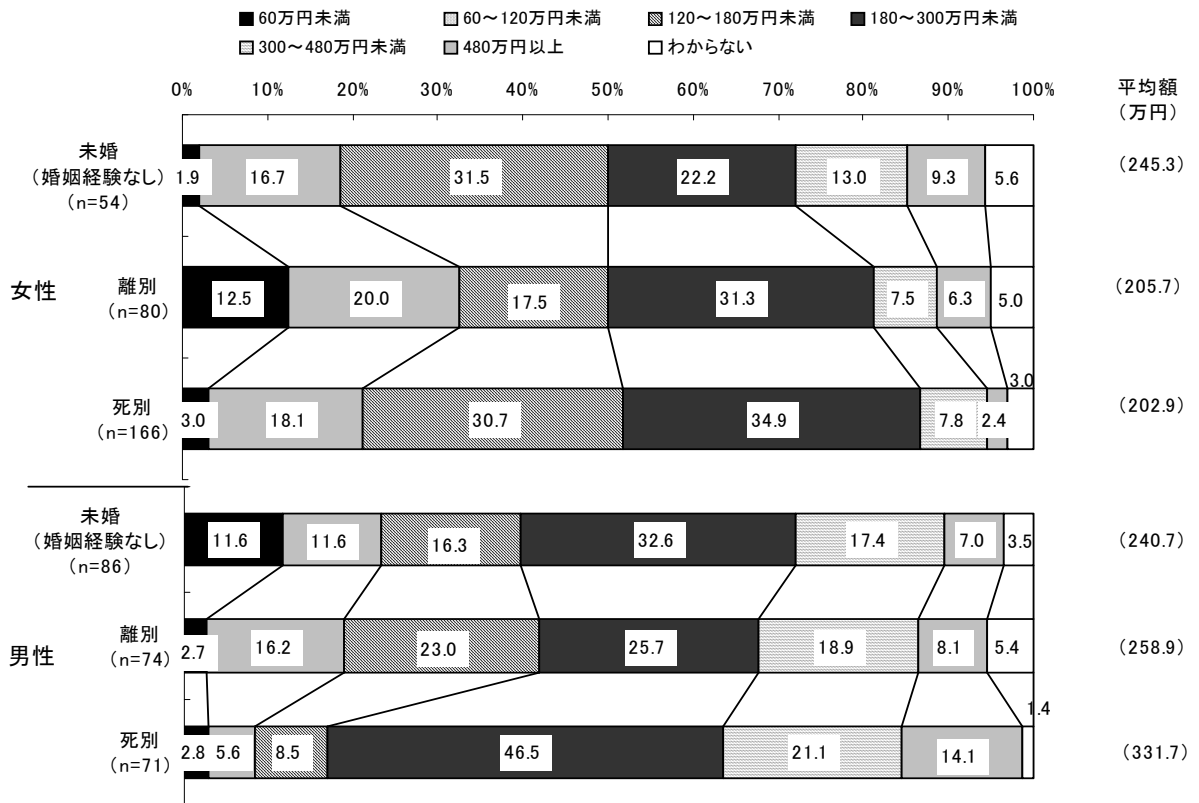 60万円未満 60～120万円未満 120～180万円未満 180～300万円未満
300～480万円未満 480万円以上 わからない
0% 10% 20% 30% 40% 50% 60% 70% 80% 90% 100%
平均額
(万円)
女性
未婚
(婚姻経験なし)
(n=54)
1.9 16.7 31.5 22.2 13.0 9.3 5.6
(245.3)
離別
(n=80)
12.5 20.0 17.5 31.3 7.5 6.3 5.0
(205.7)
死別
(n=166)
3.0 18.1 30.7 34.9 7.8 2.4 3.0
(202.9)
男性
未婚
(婚姻経験なし)
(n=86)
11.6 11.6 16.3 32.6 17.4 7.0 3.5
(240.7)
離別
(n=74)
2.7 16.2 23.0 25.7 18.9 8.1 5.4
(258.9)
死別
(n=71)
2.8 5.6 8.5 46.5 21.1 14.1 1.4
(331.7)